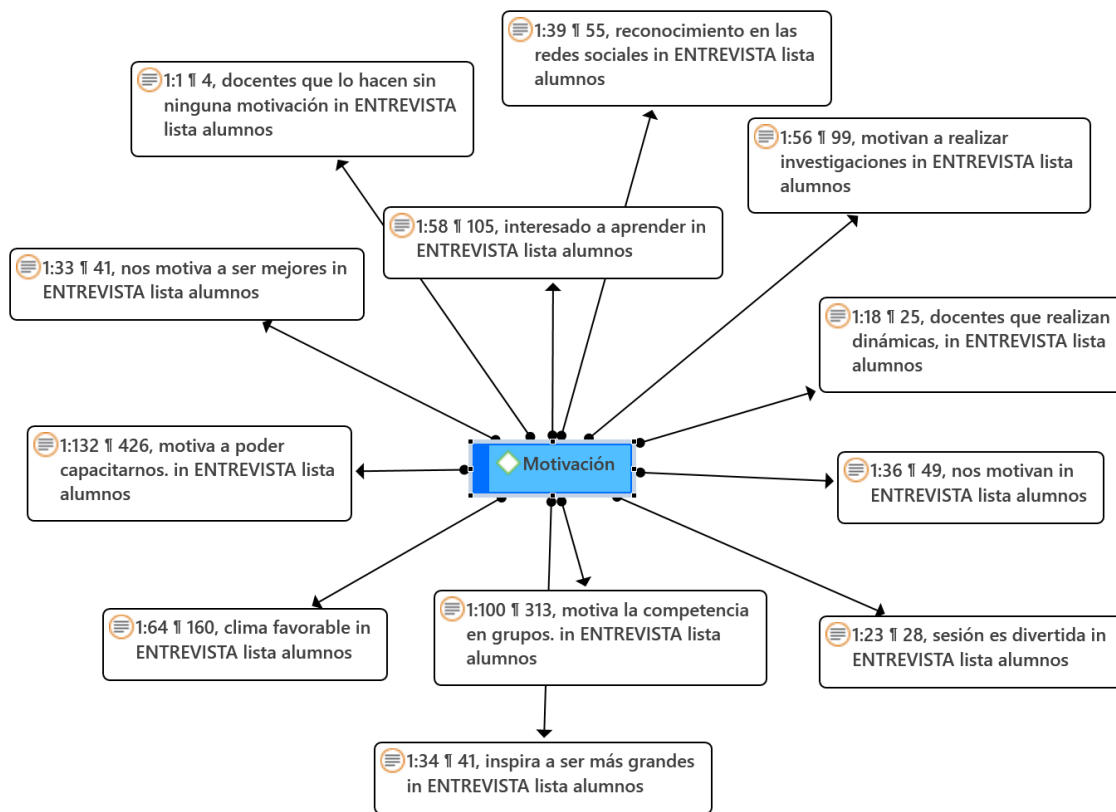 1:39 ¶ 55, reconocimiento en las
redes sociales in ENTREVISTA lista
alumnos
1:1 ¶ 4, docentes que lo hacen sin
ninguna motivación in ENTREVISTA
lista alumnos
1:56 ¶ 99, motivan a realizar
investigaciones in ENTREVISTA lista
alumnos
1:58 ¶ 105, interesado a aprender in
ENTREVISTA lista alumnos
1:33 ¶ 41, nos motiva a ser mejores in
ENTREVISTA lista alumnos
1:18 ¶ 25, docentes que realizan
dinámicas, in ENTREVISTA lista
alumnos
1:132 ¶ 426, motiva a poder
capacitarnos. in ENTREVISTA lista
alumnos
Motivación
1:36 ¶ 49, nos motivan in
ENTREVISTA lista alumnos
1:64 ¶ 160, clima favorable in
ENTREVISTA lista alumnos
1:100 ¶ 313, motiva la competencia
en grupos. in ENTREVISTA lista
alumnos
1:23 ¶ 28, sesión es divertida in
ENTREVISTA lista alumnos
1:34 ¶ 41, inspira a ser más grandes
in ENTREVISTA lista alumnos